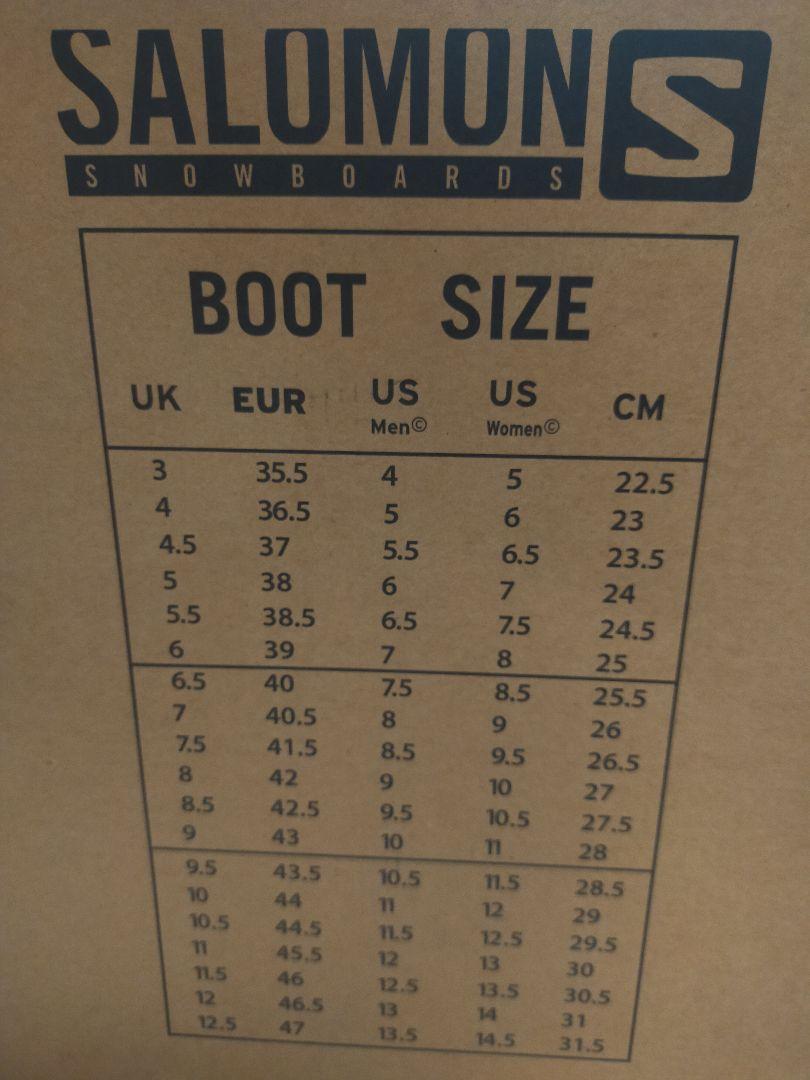 SALOMON S
SNOWBOARDS
BOOT SIZE
UK EUR US Men© US Women© CM
3 35.5 4 5 22.5
4 36.5 5 6 23
4.5 37 5.5 6.5 23.5
5 38 6 7 24
5.5 38.5 6.5 7.5 24.5
6 39 7 8 25
6.5 40 7.5 8.5 25.5
7 40.5 8 9 26
7.5 41.5 8.5 9.5 26.5
8 42 9 10 27
8.5 42.5 9.5 10.5 27.5
9 43 10 11 28
9.5 43.5 10.5 11.5 28.5
10 44 11 12 29
10.5 44.5 11.5 12.5 29.5
11 45.5 12 13 30
11.5 46 12.5 13.5 30.5
12 46.5 13 14 31
12.5 47 13.5 14.5 31.5